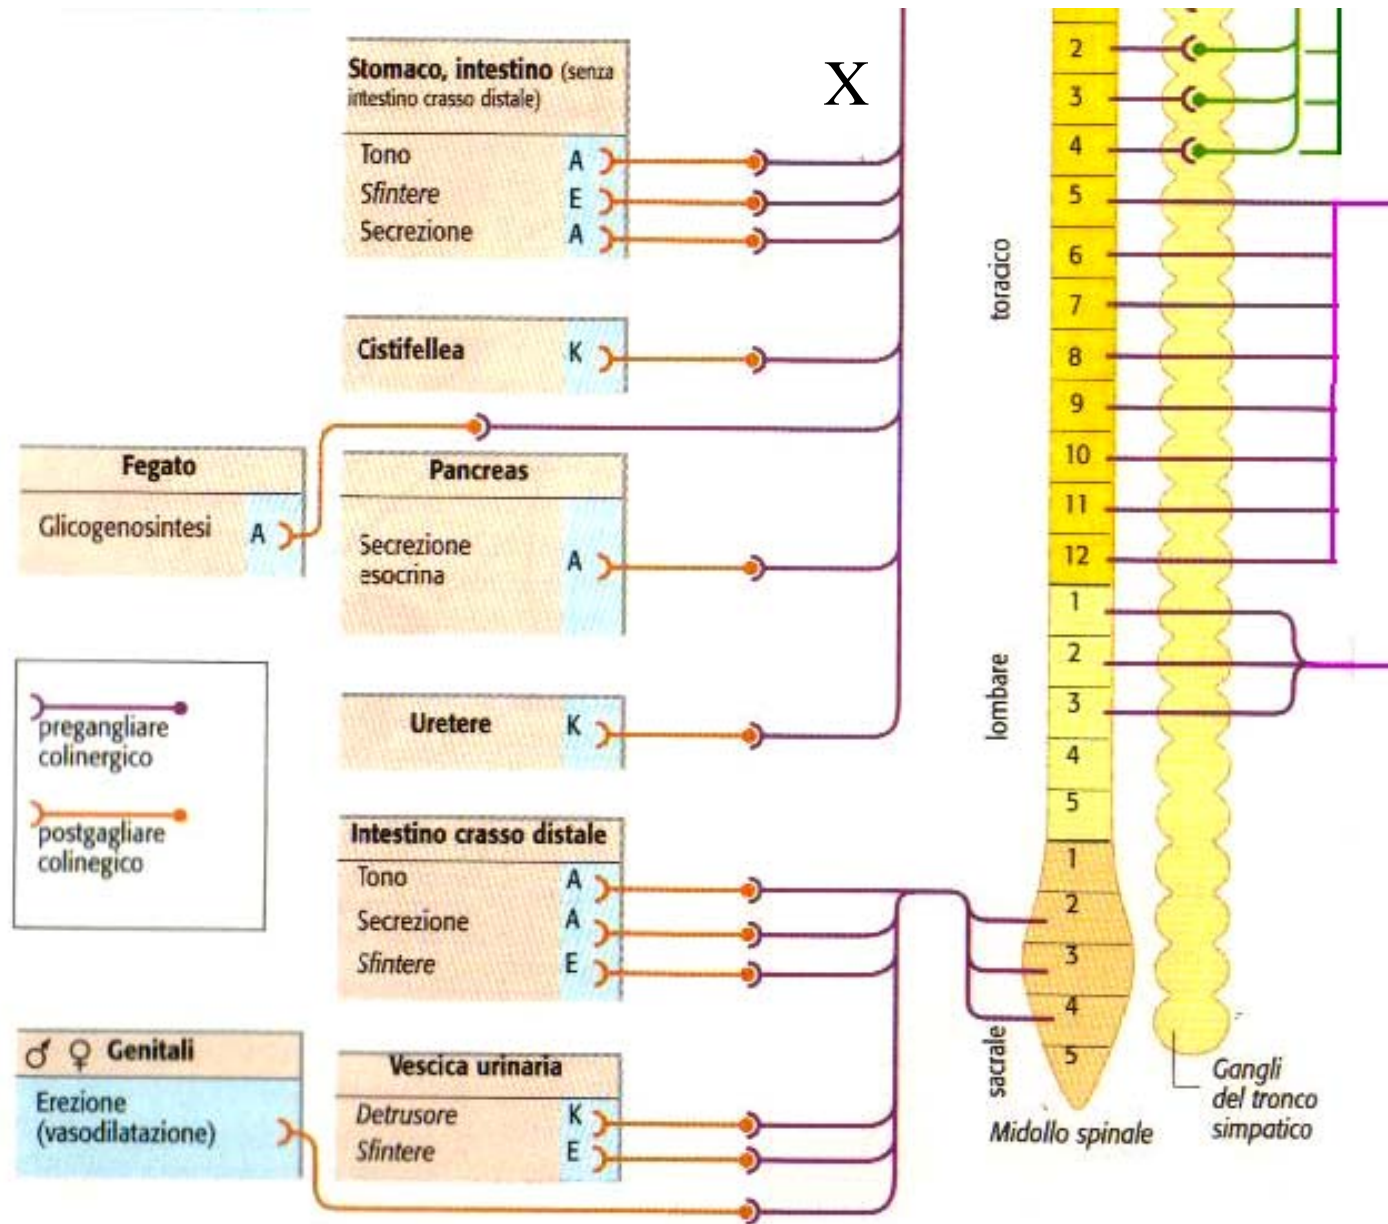 Stomaco, intestino (senza
intestino crasso distale)
Tono A
Sfintere E
Secrezione A
X
Cistifellea K
Fegato
Glicogenosintesi A
Pancreas
Secrezione
esocrina A
pregangliare
colinergico
postgagliare
colinegico
Uretere K
Intestino crasso distale
Tono A
Secrezione A
Sfintere E
♂ ♀ Genitali
Erezione
(vasodilatazione)
Vescica urinaria
Detrusore K
Sfintere E
toracico
2
3
4
5
6
7
8
9
10
11
12
lombare
1
2
3
4
5
sacrale
1
2
3
4
5
Midollo spinale
Gangli
del tronco
simpatico